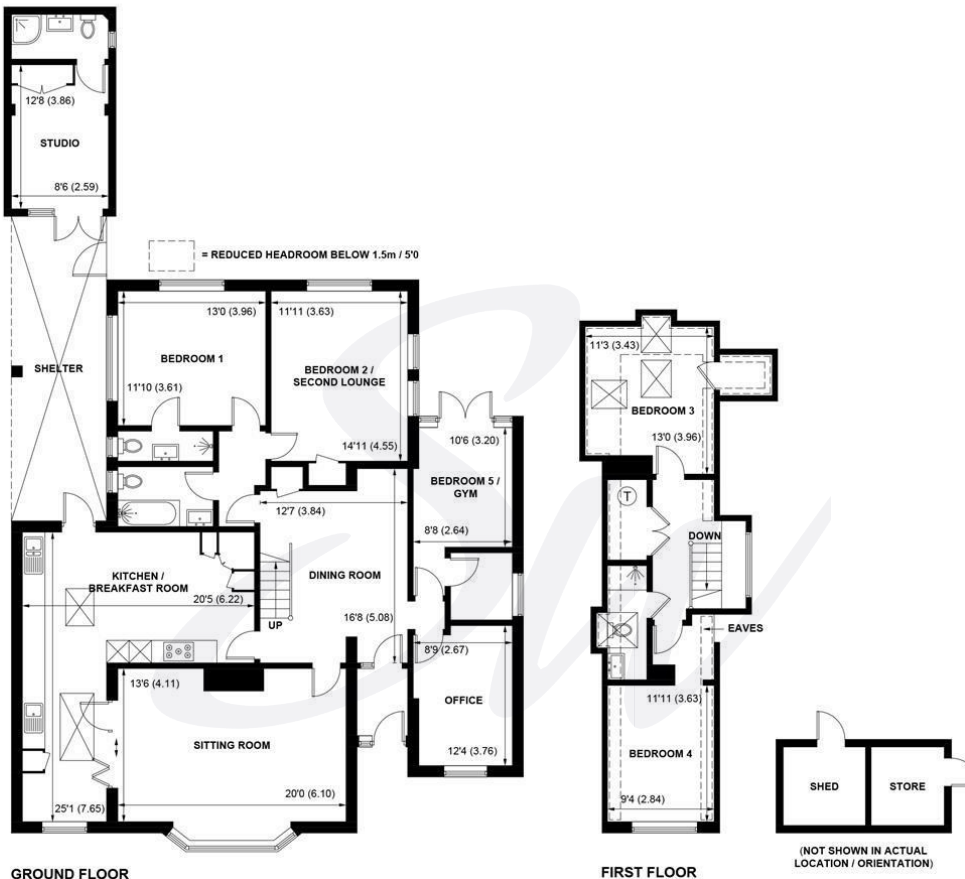 12'8 (3.86)
STUDIO
8'6 (2.59)
= REDUCED HEADROOM BELOW 1.5m / 5'0
SHELTER
13'0 (3.96)
BEDROOM 1
11'10 (3.61)
11'11 (3.63)
BEDROOM 2 /
SECOND LOUNGE
14'11 (4.55)
10'6 (3.20)
BEDROOM 5 /
GYM
8'8 (2.64)
12'7 (3.84)
DINING ROOM
16'8 (5.08)
UP
KITCHEN /
BREAKFAST ROOM
20'5 (6.22)
25'1 (7.65)
13'6 (4.11)
SITTING ROOM
20'0 (6.10)
8'9 (2.67)
OFFICE
12'4 (3.76)
GROUND FLOOR
11'3 (3.43)
BEDROOM 3
13'0 (3.96)
T
DOWN
EAVES
11'11 (3.63)
BEDROOM 4
9'4 (2.84)
FIRST FLOOR
SHED
STORE
(NOT SHOWN IN ACTUAL
LOCATION / ORIENTATION)
Sn